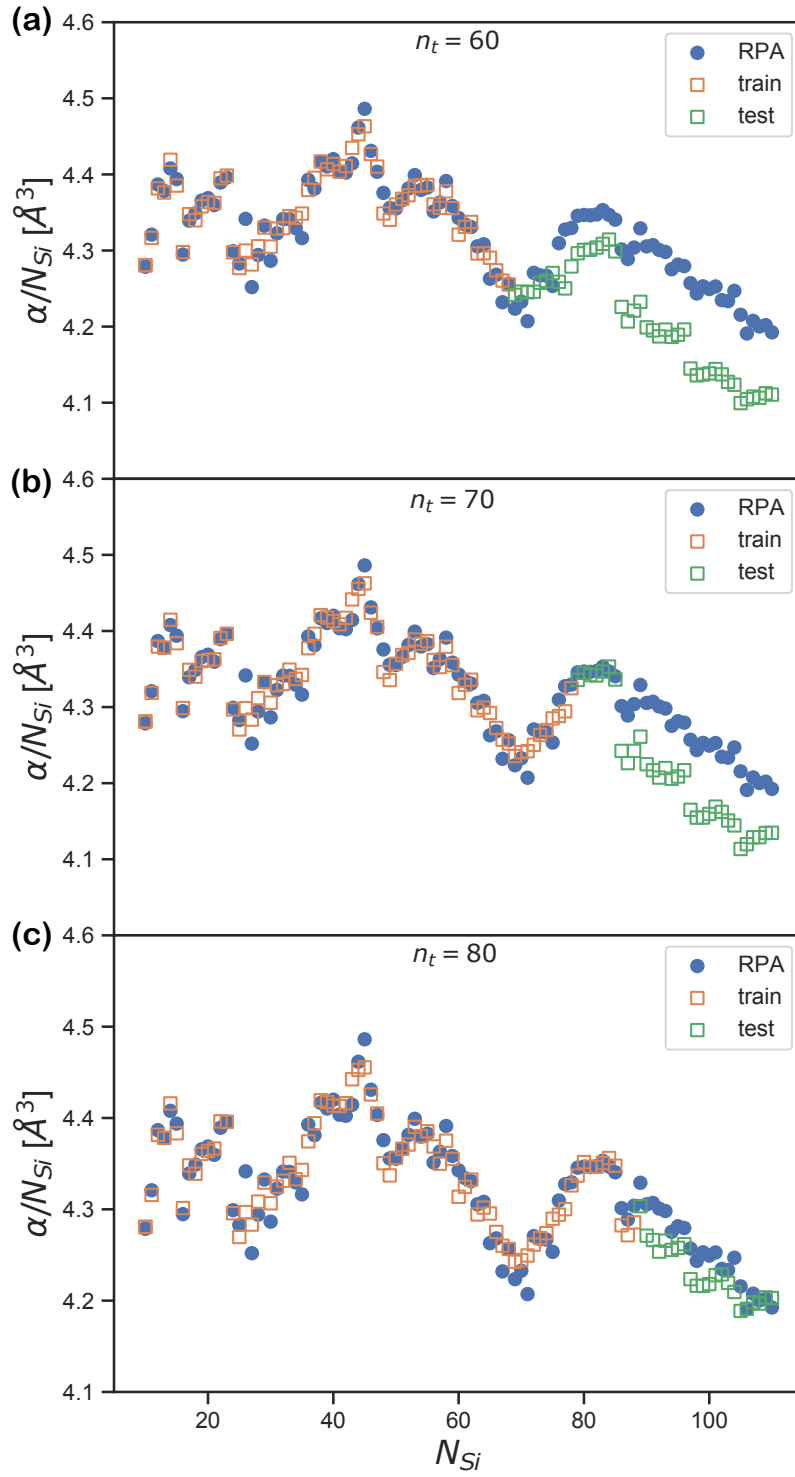 (a)
n_t = 60
RPA
train
test
4.6
4.5
4.4
4.3
4.2
4.1
α/N_Si [Å^3]
(b)
n_t = 70
RPA
train
test
4.6
4.5
4.4
4.3
4.2
4.1
α/N_Si [Å^3]
(c)
n_t = 80
RPA
train
test
4.6
4.5
4.4
4.3
4.2
4.1
α/N_Si [Å^3]
20 40 60 80 100
N_Si